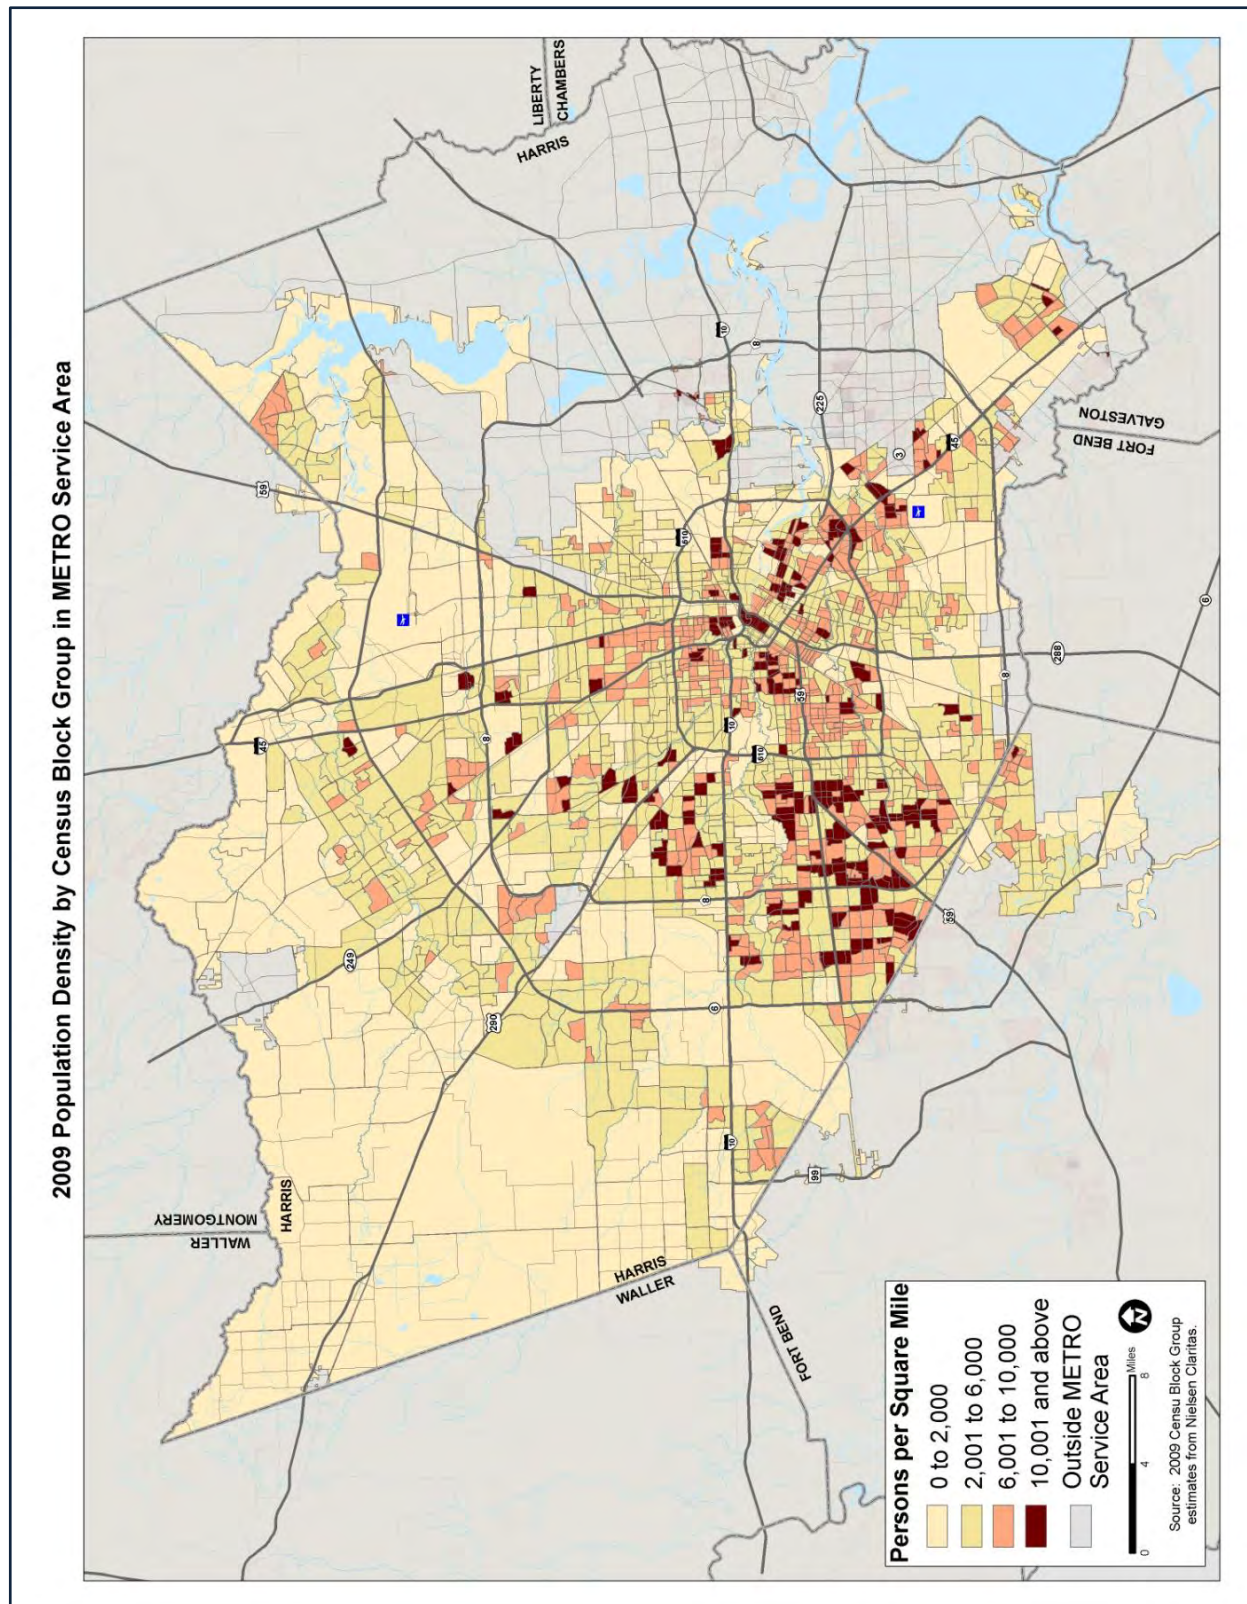 2009 Population Density by Census Block Group in METRO Service Area
WALLER
MONTGOMERY
HARRIS
LIBERTY
CHAMBERS
HARRIS
59
45
249
290
8
610
10
8
6
10
10
610
8
59
225
3
45
HARRIS
WALLER
FORT BEND
99
59
288
8
6
GALVESTON
FORT BEND
Persons per Square Mile
0 to 2,000
2,001 to 6,000
6,001 to 10,000
10,001 and above
Outside METRO
Service Area
N
Miles
0 4 8
Source: 2009 Censu Block Group
estimates from Nielsen Claritas.